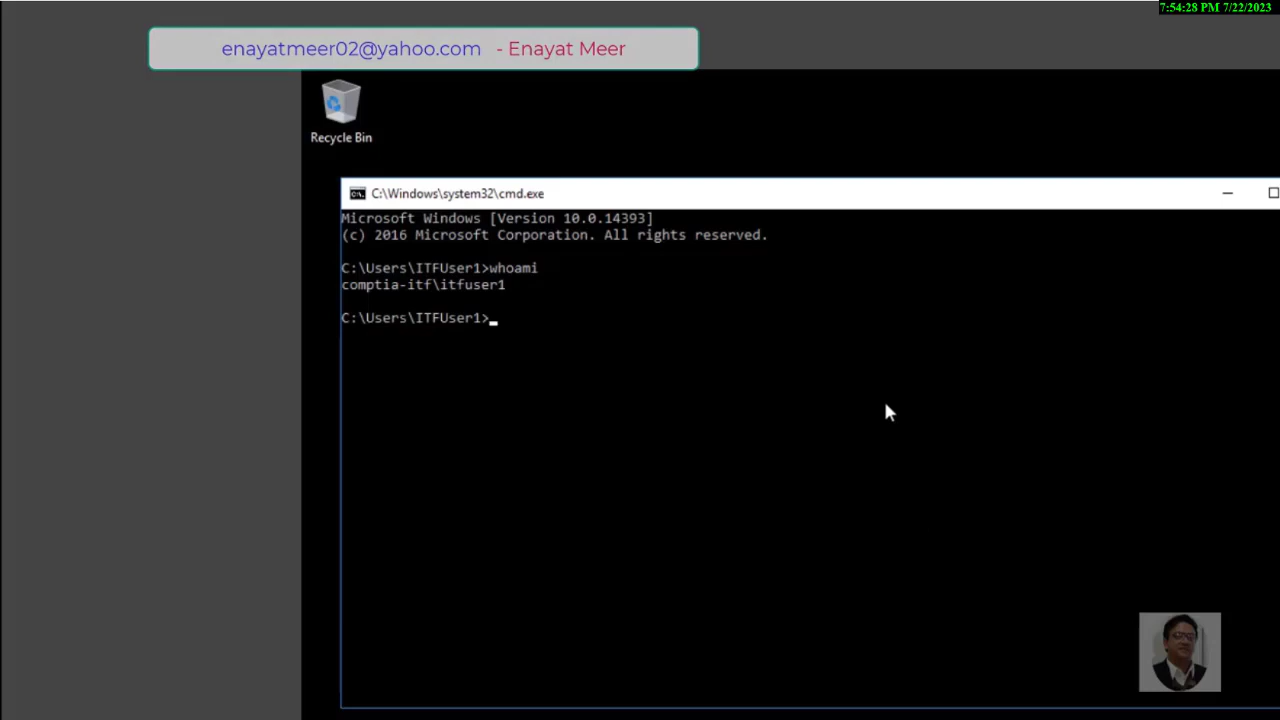 7:54:28 PM 7/22/2023
enayatmeer02@yahoo.com - Enayat Meer
Recycle Bin
C:\Windows\system32\cmd.exe
Microsoft Windows [Version 10.0.14393]
(c) 2016 Microsoft Corporation. All rights reserved.
C:\Users\ITFUser1>whoami
comptia-itf\itfuser1
C:\Users\ITFUser1>